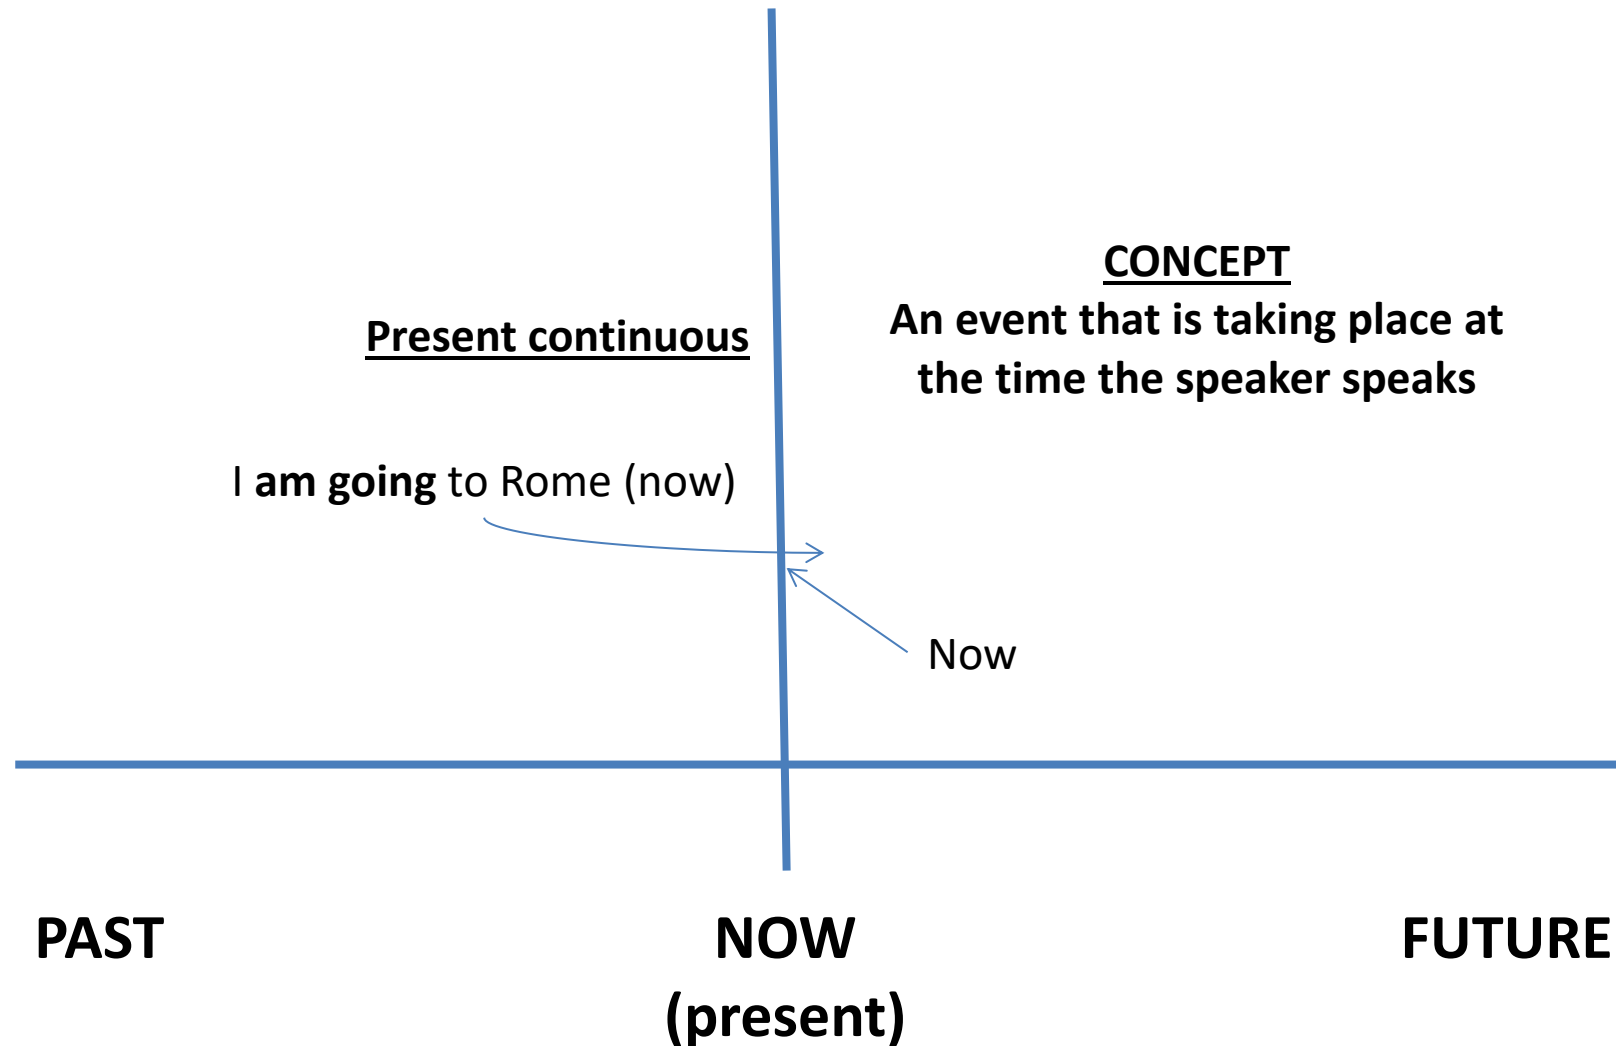 CONCEPT
An event that is taking place at
the time the speaker speaks
Present continuous
I am going to Rome (now)
Now
PAST
NOW
(present)
FUTURE